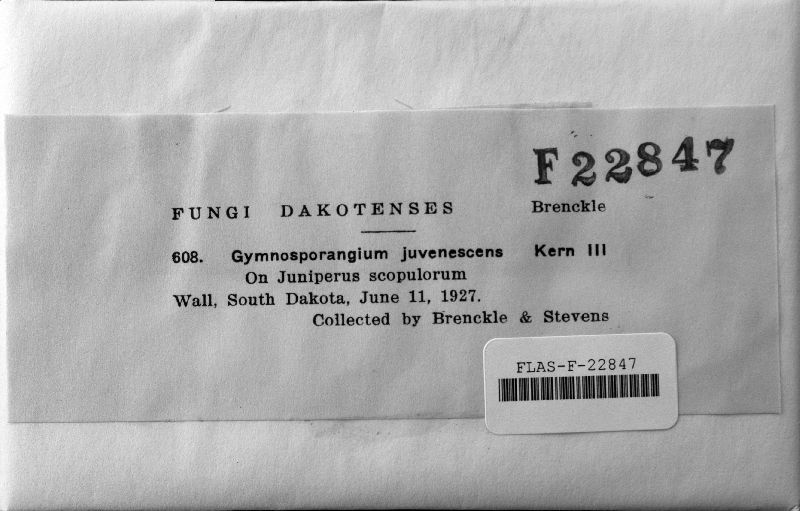 F22847
FUNGI DAKOTENSES Brenckle
608. Gymnosporangium juvenescens Kern III
On Juniperus scopulorum
Wall, South Dakota, June 11, 1927.
Collected by Brenckle & Stevens
FLAS-F-22847